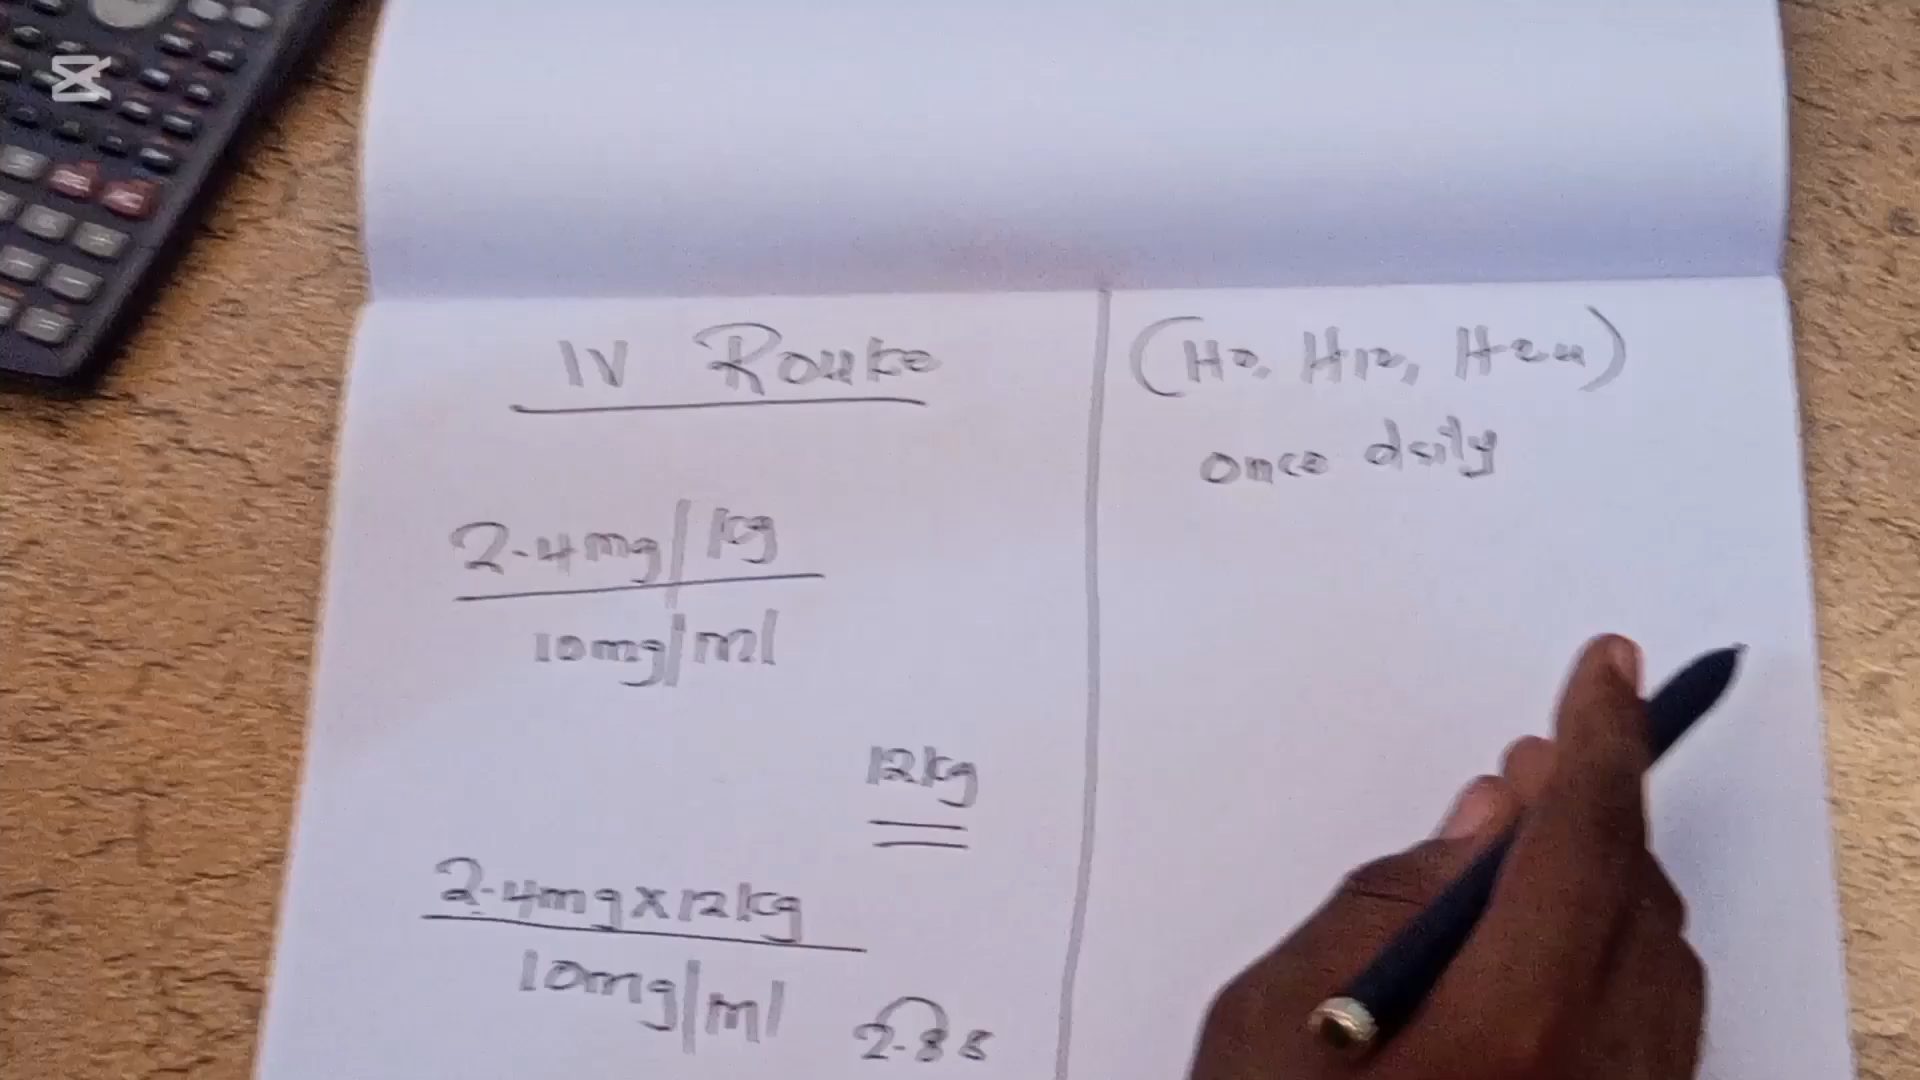 IV Route
2.4mg/kg
10mg/ml
12kg
2.4mg x 12kg
10mg/ml
2.88
(H0, H12, H24)
once daily